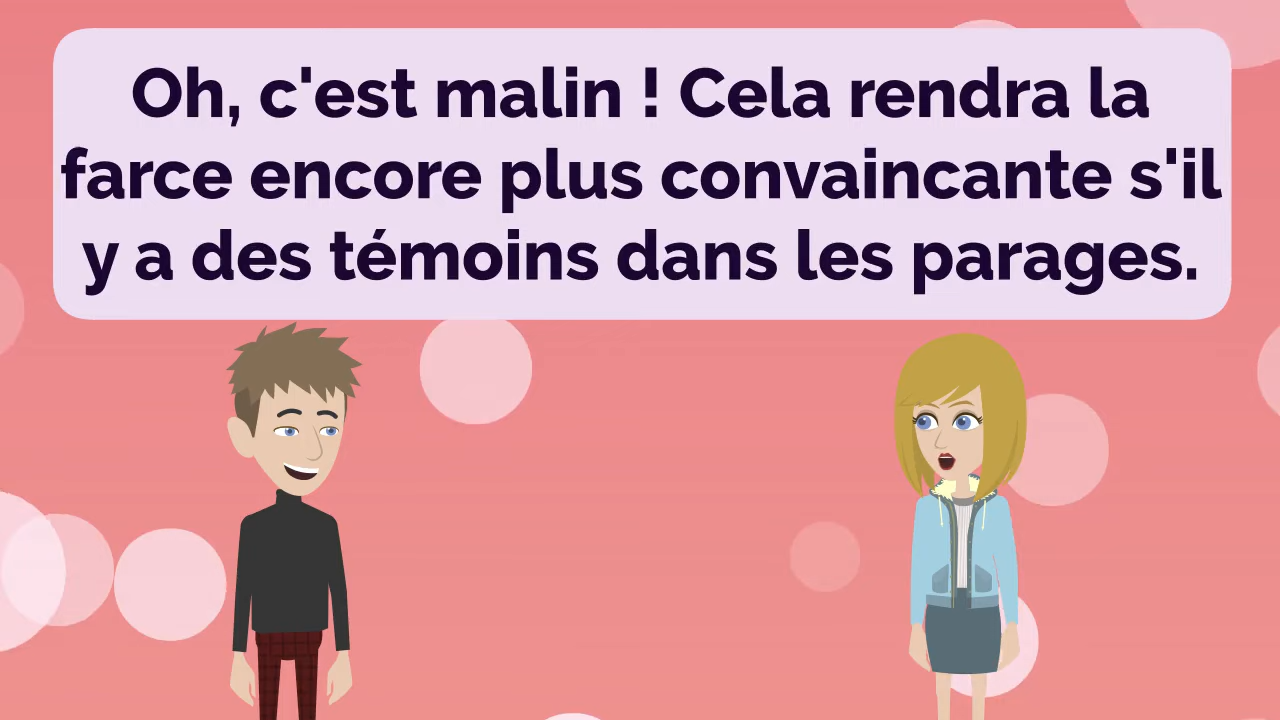 Oh, c'est malin ! Cela rendra la
farce encore plus convaincante s'il
y a des témoins dans les parages.